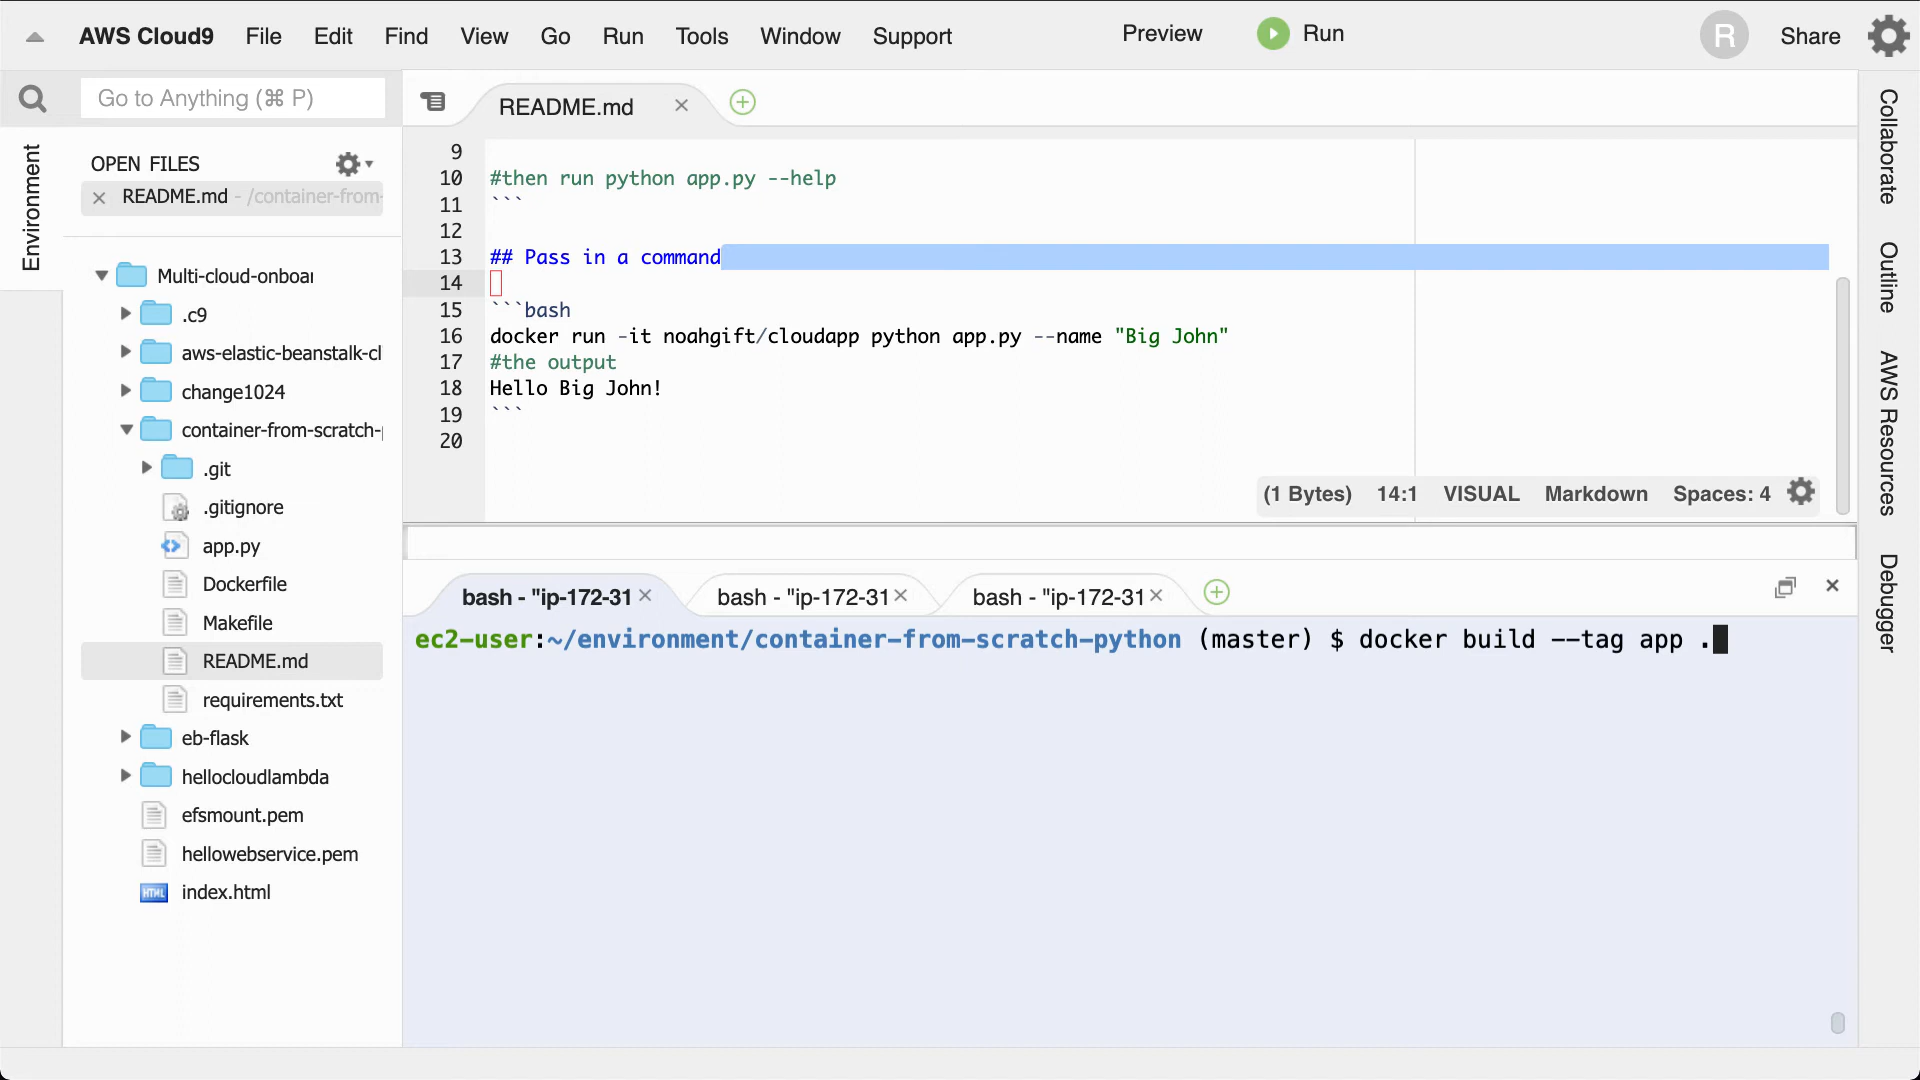 AWS Cloud9 File Edit Find View Go Run Tools Window Support Preview Run R Share
Go to Anything (⌘ P)
Environment
OPEN FILES
README.md - /container-from-
Multi-cloud-onboar
.c9
aws-elastic-beanstalk-cl
change1024
container-from-scratch-
.git
.gitignore
app.py
Dockerfile
Makefile
README.md
requirements.txt
eb-flask
hellocloudlambda
efsmount.pem
hellowebservice.pem
HTML index.html
README.md
9
10 #then run python app.py --help
11 ```
12
13 ## Pass in a command
14
15 ```bash
16 docker run -it noahgift/cloudapp python app.py --name "Big John"
17 #the output
18 Hello Big John!
19 ```
20
(1 Bytes) 14:1 VISUAL Markdown Spaces: 4
bash - "ip-172-31 bash - "ip-172-31 bash - "ip-172-31
ec2-user:~/environment/container-from-scratch-python (master) $ docker build --tag app .
Collaborate
Outline
AWS Resources
Debugger